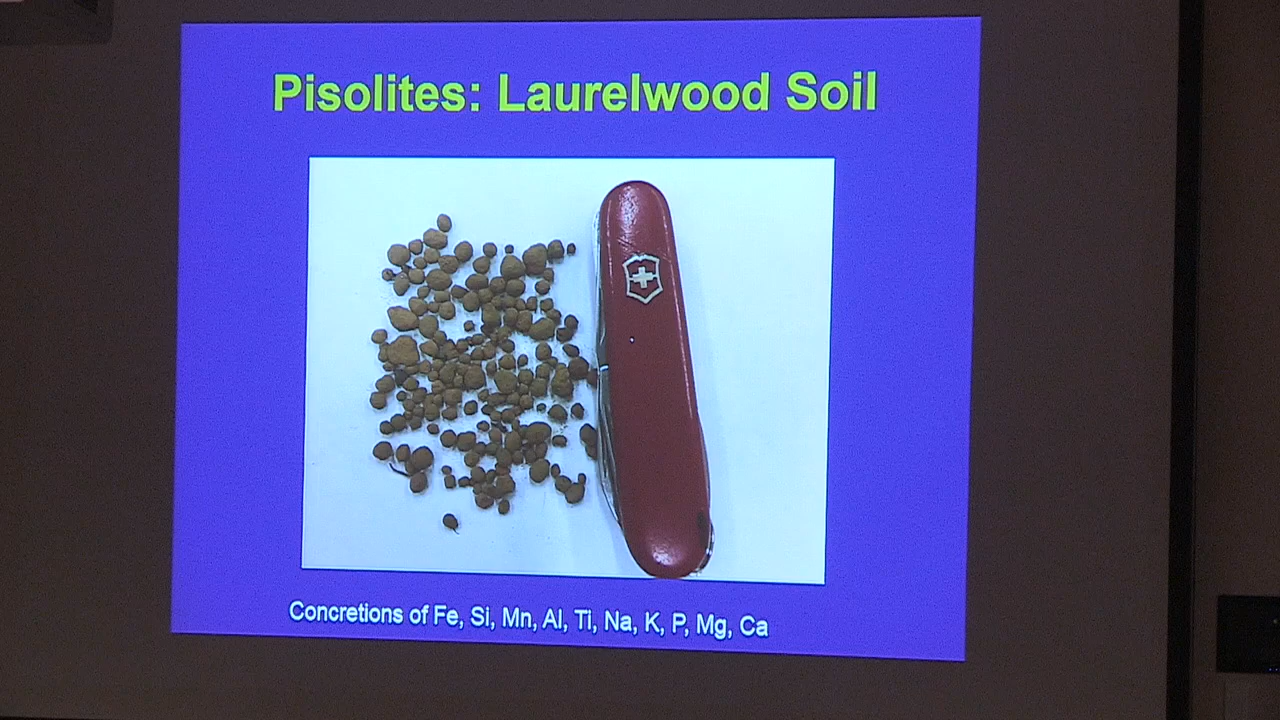 Pisolites: Laurelwood Soil
Concretions of Fe, Si, Mn, Al, Ti, Na, K, P, Mg, Ca